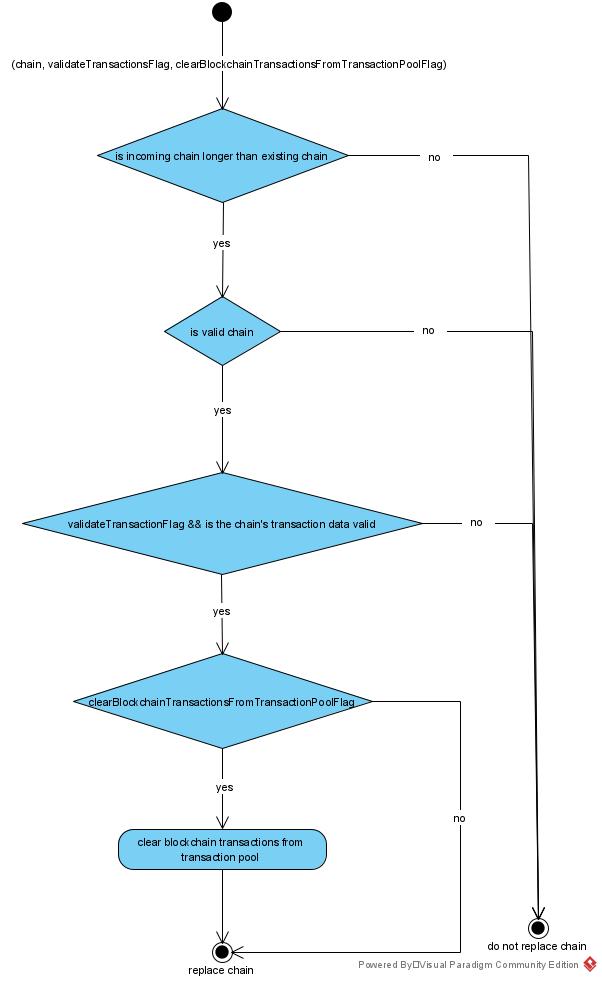 (chain, validateTransactionsFlag, clearBlockchainTransactionsFromTransactionPoolFlag)
is incoming chain longer than existing chain
no
yes
is valid chain
no
yes
validateTransactionFlag && is the chain's transaction data valid
no
yes
clearBlockchainTransactionsFromTransactionPoolFlag
yes
no
clear blockchain transactions from
transaction pool
do not replace chain
replace chain
Powered By Visual Paradigm Community Edition